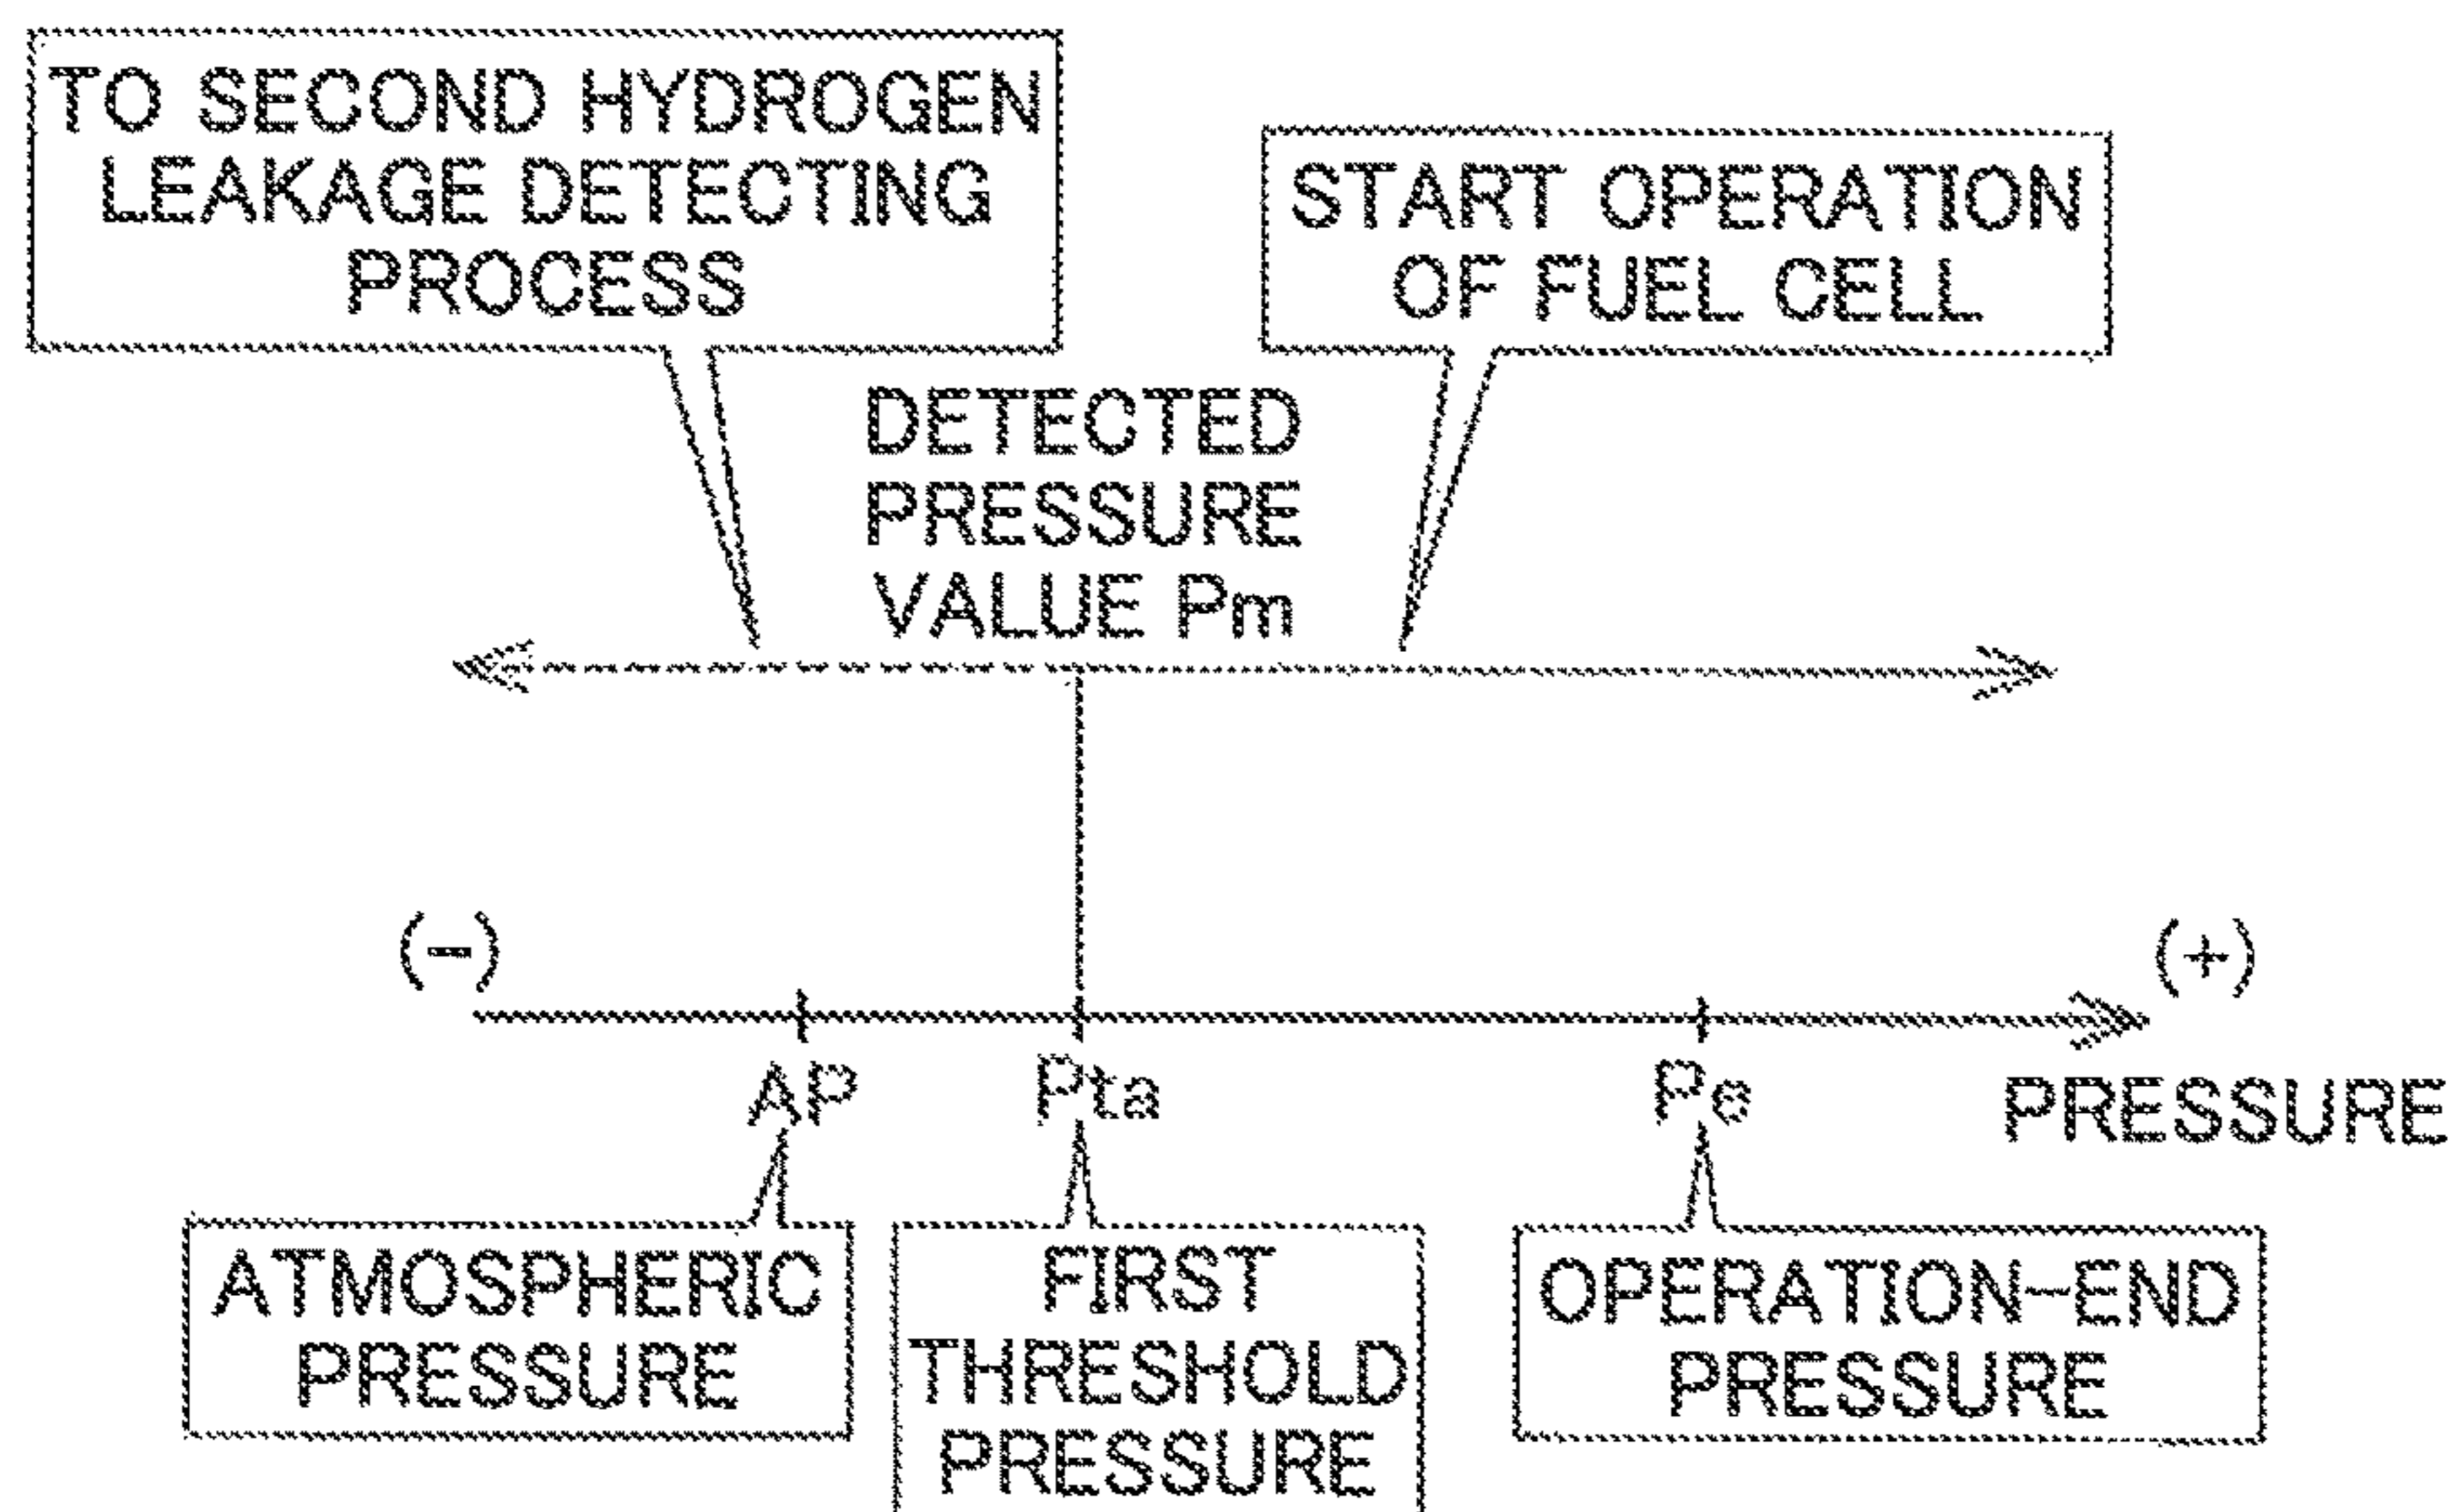 TO SECOND HYDROGEN
LEAKAGE DETECTING
PROCESS
START OPERATION
OF FUEL CELL
DETECTED
PRESSURE
VALUE Pm
(-)
(+)
AP
Pta
Pe
PRESSURE
ATMOSPHERIC
PRESSURE
FIRST
THRESHOLD
PRESSURE
OPERATION-END
PRESSURE